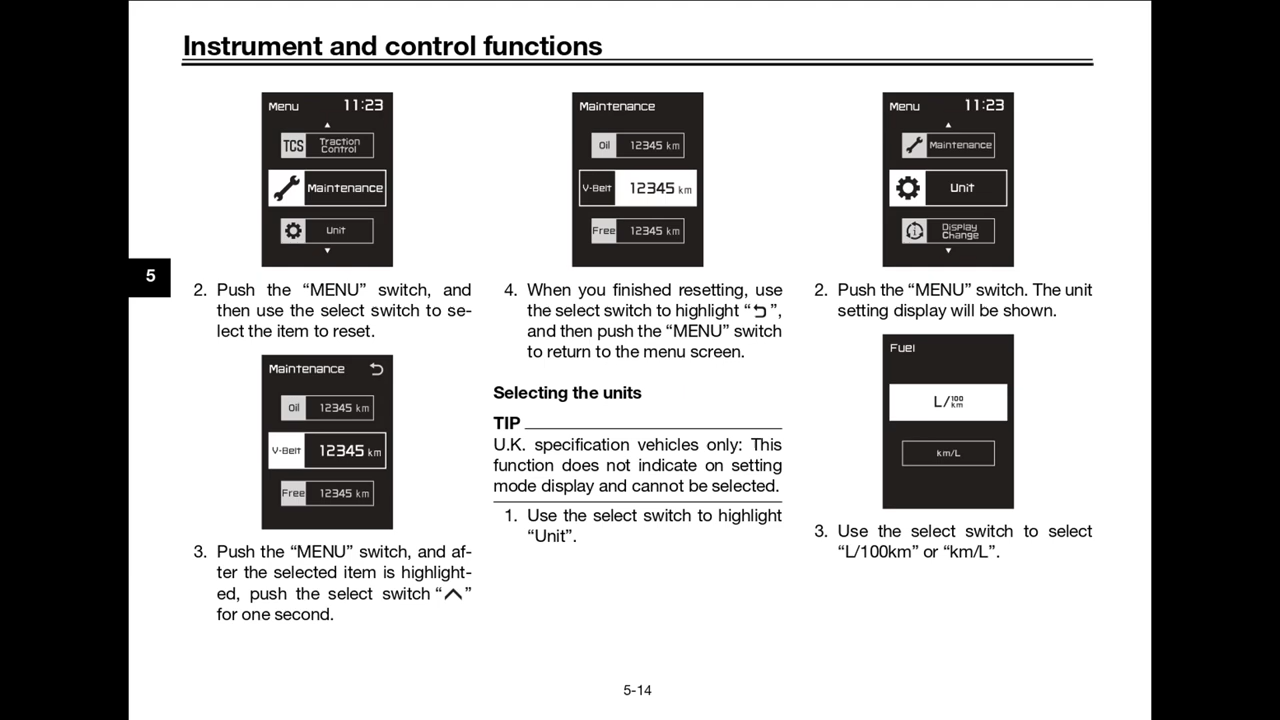 Instrument and control functions
Menu 11:23
TCS Traction
Control
Maintenance
Unit
2. Push the “MENU” switch, and
then use the select switch to se-
lect the item to reset.
Maintenance
Oil 12345 km
V-Belt 12345 km
Free 12345 km
3. Push the “MENU” switch, and af-
ter the selected item is highlight-
ed, push the select switch “ ”
for one second.
Maintenance
Oil 12345 km
V-Belt 12345 km
Free 12345 km
4. When you finished resetting, use
the select switch to highlight “ ”,
and then push the “MENU” switch
to return to the menu screen.
Selecting the units
TIP
U.K. specification vehicles only: This
function does not indicate on setting
mode display and cannot be selected.
1. Use the select switch to highlight
“Unit”.
Menu 11:23
Maintenance
Unit
Display
Change
2. Push the “MENU” switch. The unit
setting display will be shown.
Fuel
L/100 km
km/L
3. Use the select switch to select
“L/100km” or “km/L”.
5
5-14